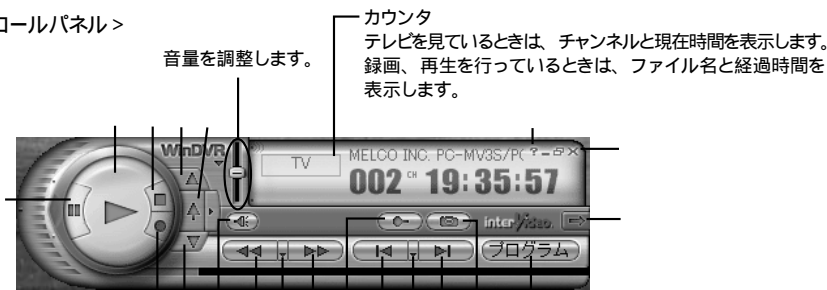 ロールパネル >
カウンタ
テレビを見ているときは、チャンネルと現在時間を表示します。
録画、再生を行っているときは、ファイル名と経過時間を
表示します。
音量を調整します。
WinDVR
TV
MELCO INC. PC-MV3S/P(
002 CH 19:35:57
interVideo.
プログラム